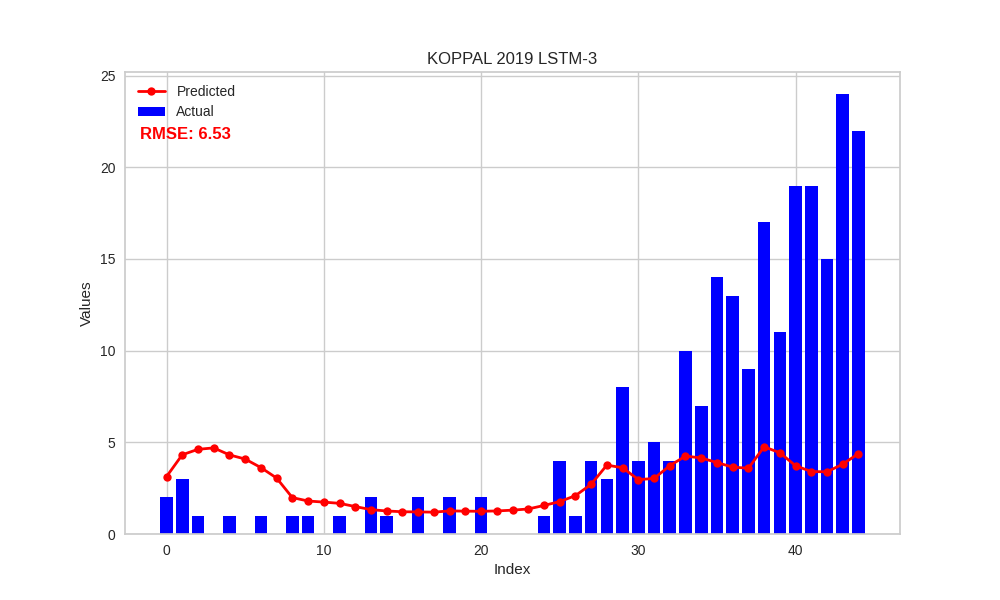 KOPPAL 2019 LSTM-3
Predicted
Actual
RMSE: 6.53
25
20
15
10
5
0
Values
0 10 20 30 40
Index